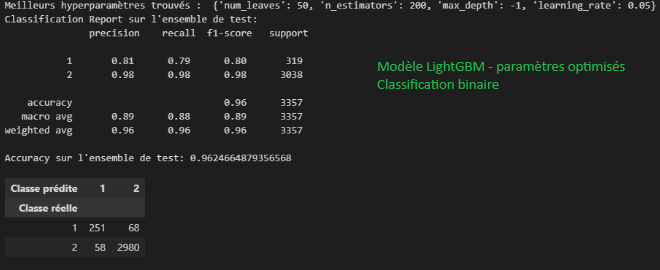 Meilleurs hyperparamètres trouvés :  {'num_leaves': 50, 'n_estimators': 200, 'max_depth': -1, 'learning_rate': 0.05}
Classification Report sur l'ensemble de test:
precision    recall  f1-score   support
1       0.81      0.79      0.80       319
2       0.98      0.98      0.98      3038
accuracy                           0.96      3357
macro avg       0.89      0.88      0.89      3357
weighted avg       0.96      0.96      0.96      3357
Accuracy sur l'ensemble de test: 0.9624664879356568
Modèle LightGBM - paramètres optimisés
Classification binaire
Classe prédite    1    2
Classe réelle
1  251  68
2  58  2980